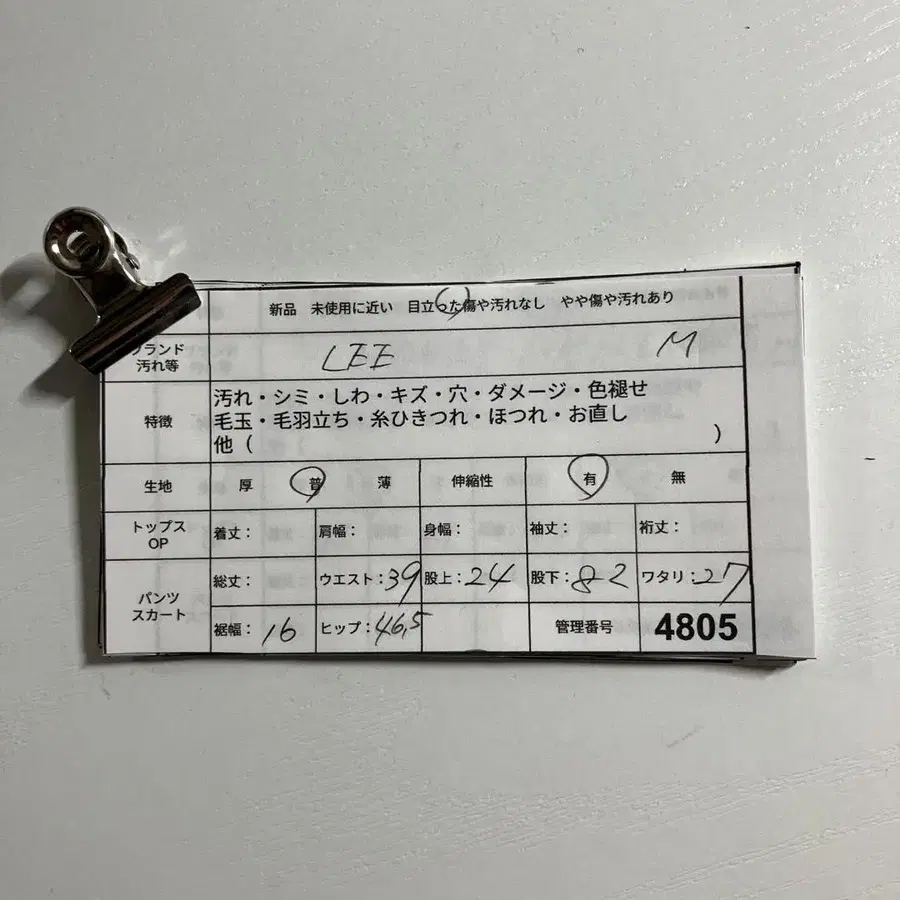 新品 未使用に近い 目立った傷や汚れなし やや傷や汚れあり
ブランド
汚れ等
LEE M
特徴
汚れ・シミ・しわ・キズ・穴・ダメージ・色褪せ
毛玉・毛羽立ち・糸ひきつれ・ほつれ・お直し
他( )
生地 厚 普 薄 伸縮性 有 無
トップス
OP
着丈: 肩幅: 身幅: 袖丈: 裄丈:
パンツ
スカート
総丈: ウエスト:39 股上:24 股下:82 ワタリ:27
裾幅:16 ヒップ:46,5 管理番号 4805